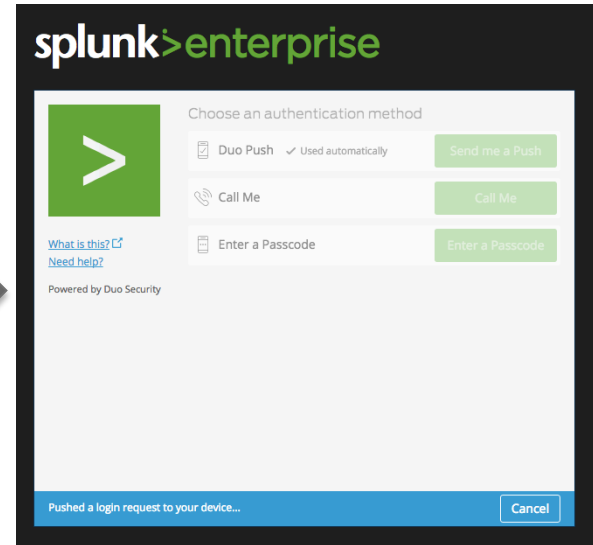 splunk>enterprise
Choose an authentication method
Duo Push ✓ Used automatically Send me a Push
Call Me Call Me
Enter a Passcode Enter a Passcode
What is this?
Need help?
Powered by Duo Security
Pushed a login request to your device... Cancel